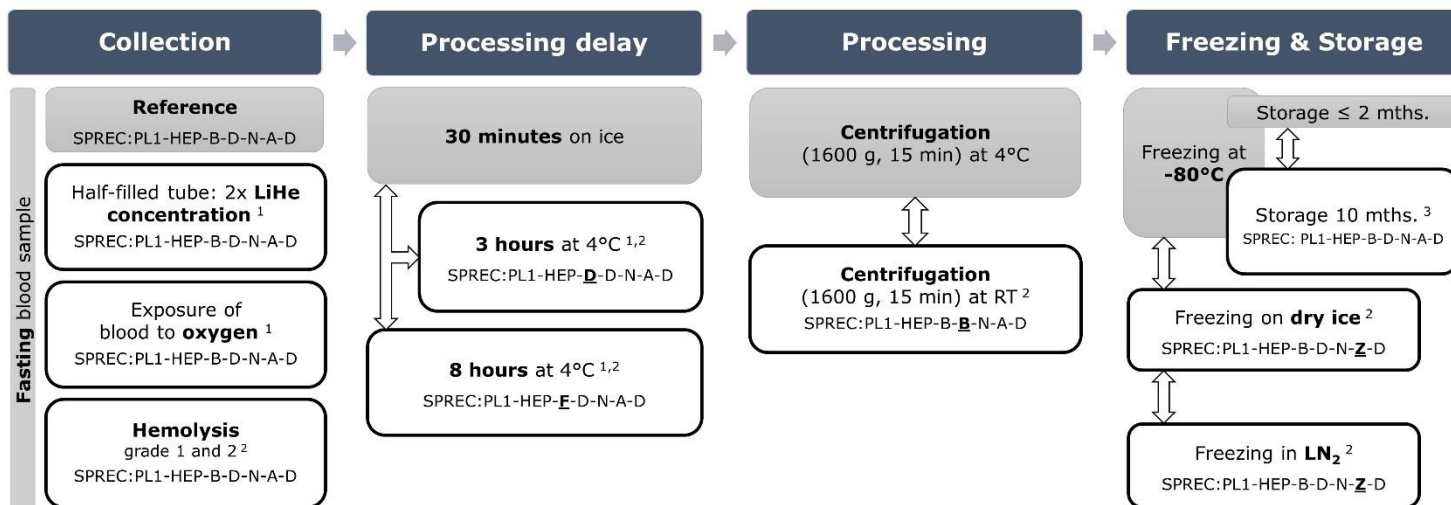 Collection
Processing delay
Processing
Freezing & Storage
Fasting blood sample
Reference
SPREC:PL1-HEP-B-D-N-A-D
Half-filled tube: 2x LiHe
concentration 1
SPREC:PL1-HEP-B-D-N-A-D
Exposure of
blood to oxygen 1
SPREC:PL1-HEP-B-D-N-A-D
Hemolysis
grade 1 and 2 2
SPREC:PL1-HEP-B-D-N-A-D
30 minutes on ice
3 hours at 4°C 1,2
SPREC:PL1-HEP-D-D-N-A-D
8 hours at 4°C 1,2
SPREC:PL1-HEP-F-D-N-A-D
Centrifugation
(1600 g, 15 min) at 4°C
Centrifugation
(1600 g, 15 min) at RT 2
SPREC:PL1-HEP-B-B-N-A-D
Storage ≤ 2 mths.
Freezing at
-80°C
Storage 10 mths. 3
SPREC: PL1-HEP-B-D-N-A-D
Freezing on dry ice 2
SPREC:PL1-HEP-B-D-N-Z-D
Freezing in LN2 2
SPREC:PL1-HEP-B-D-N-Z-D